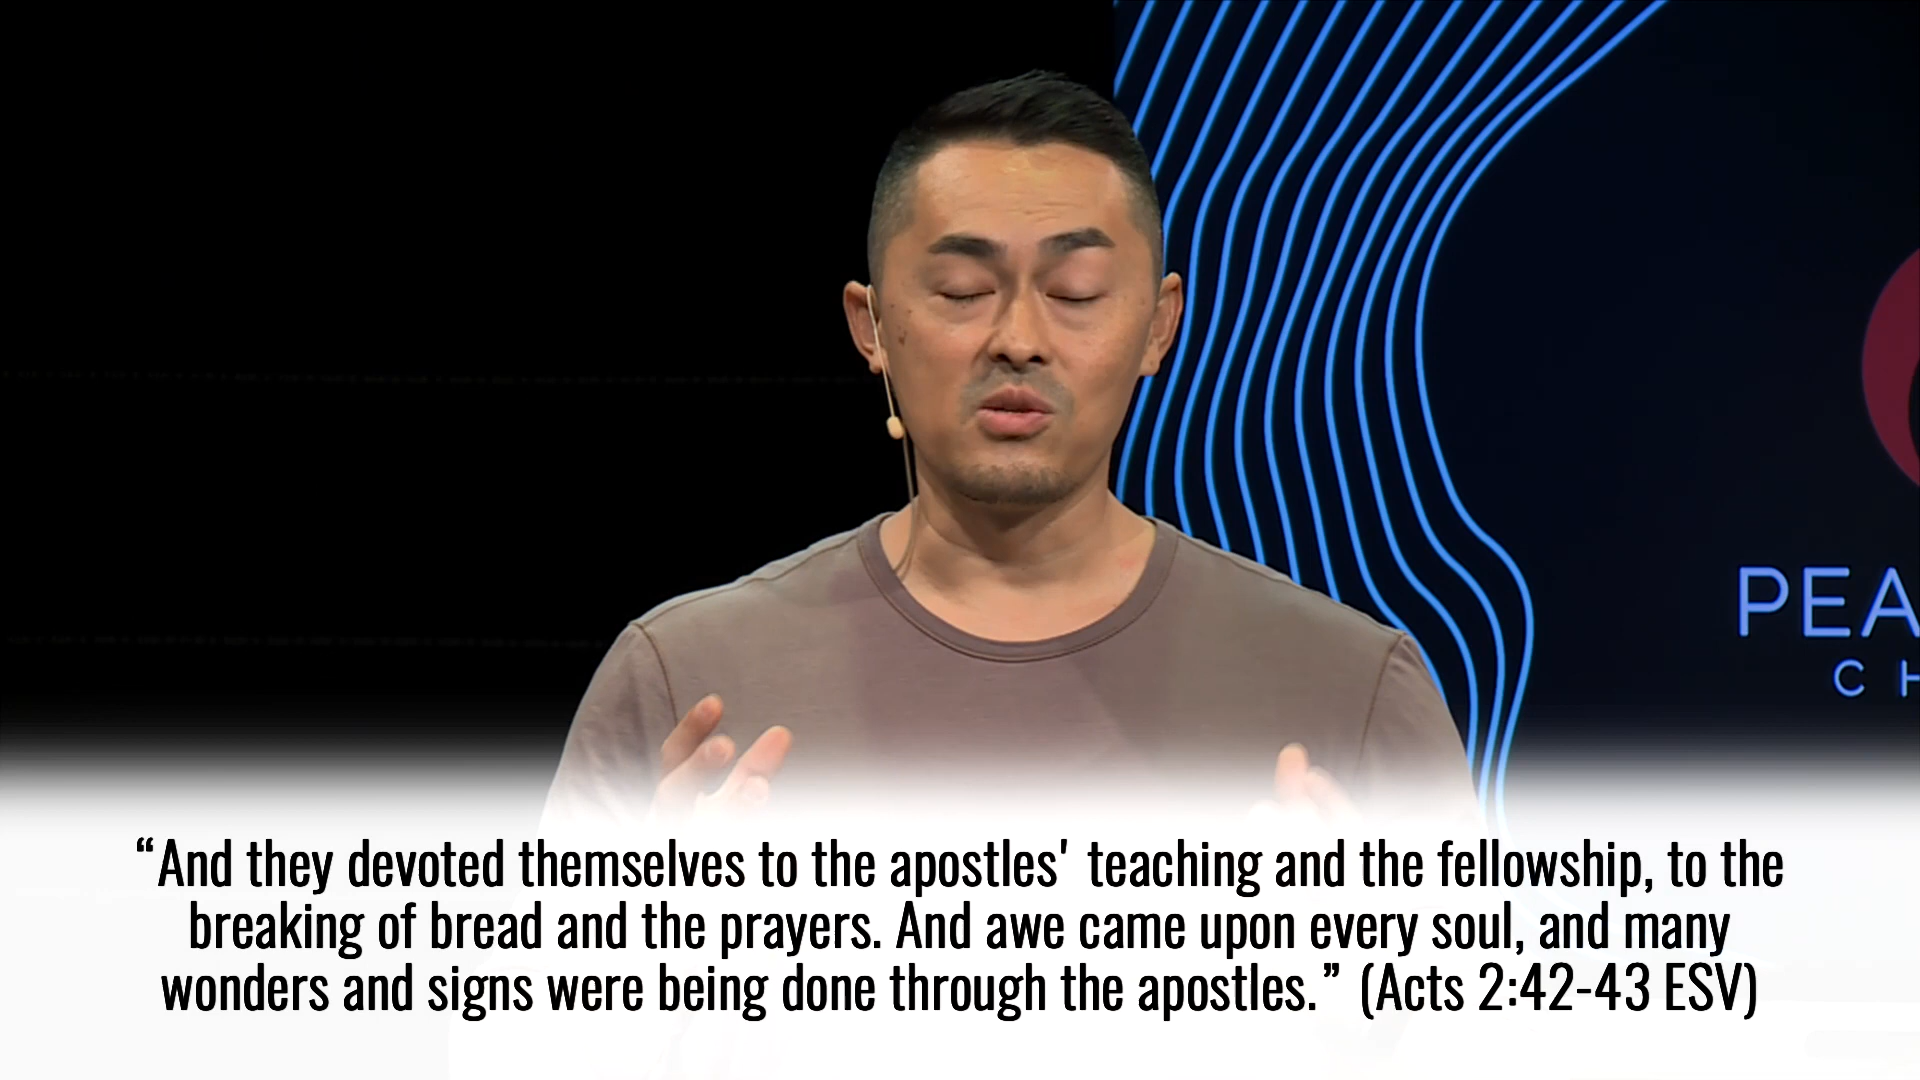 PEA
CH
“And they devoted themselves to the apostles' teaching and the fellowship, to the
breaking of bread and the prayers. And awe came upon every soul, and many
wonders and signs were being done through the apostles.” (Acts 2:42-43 ESV)